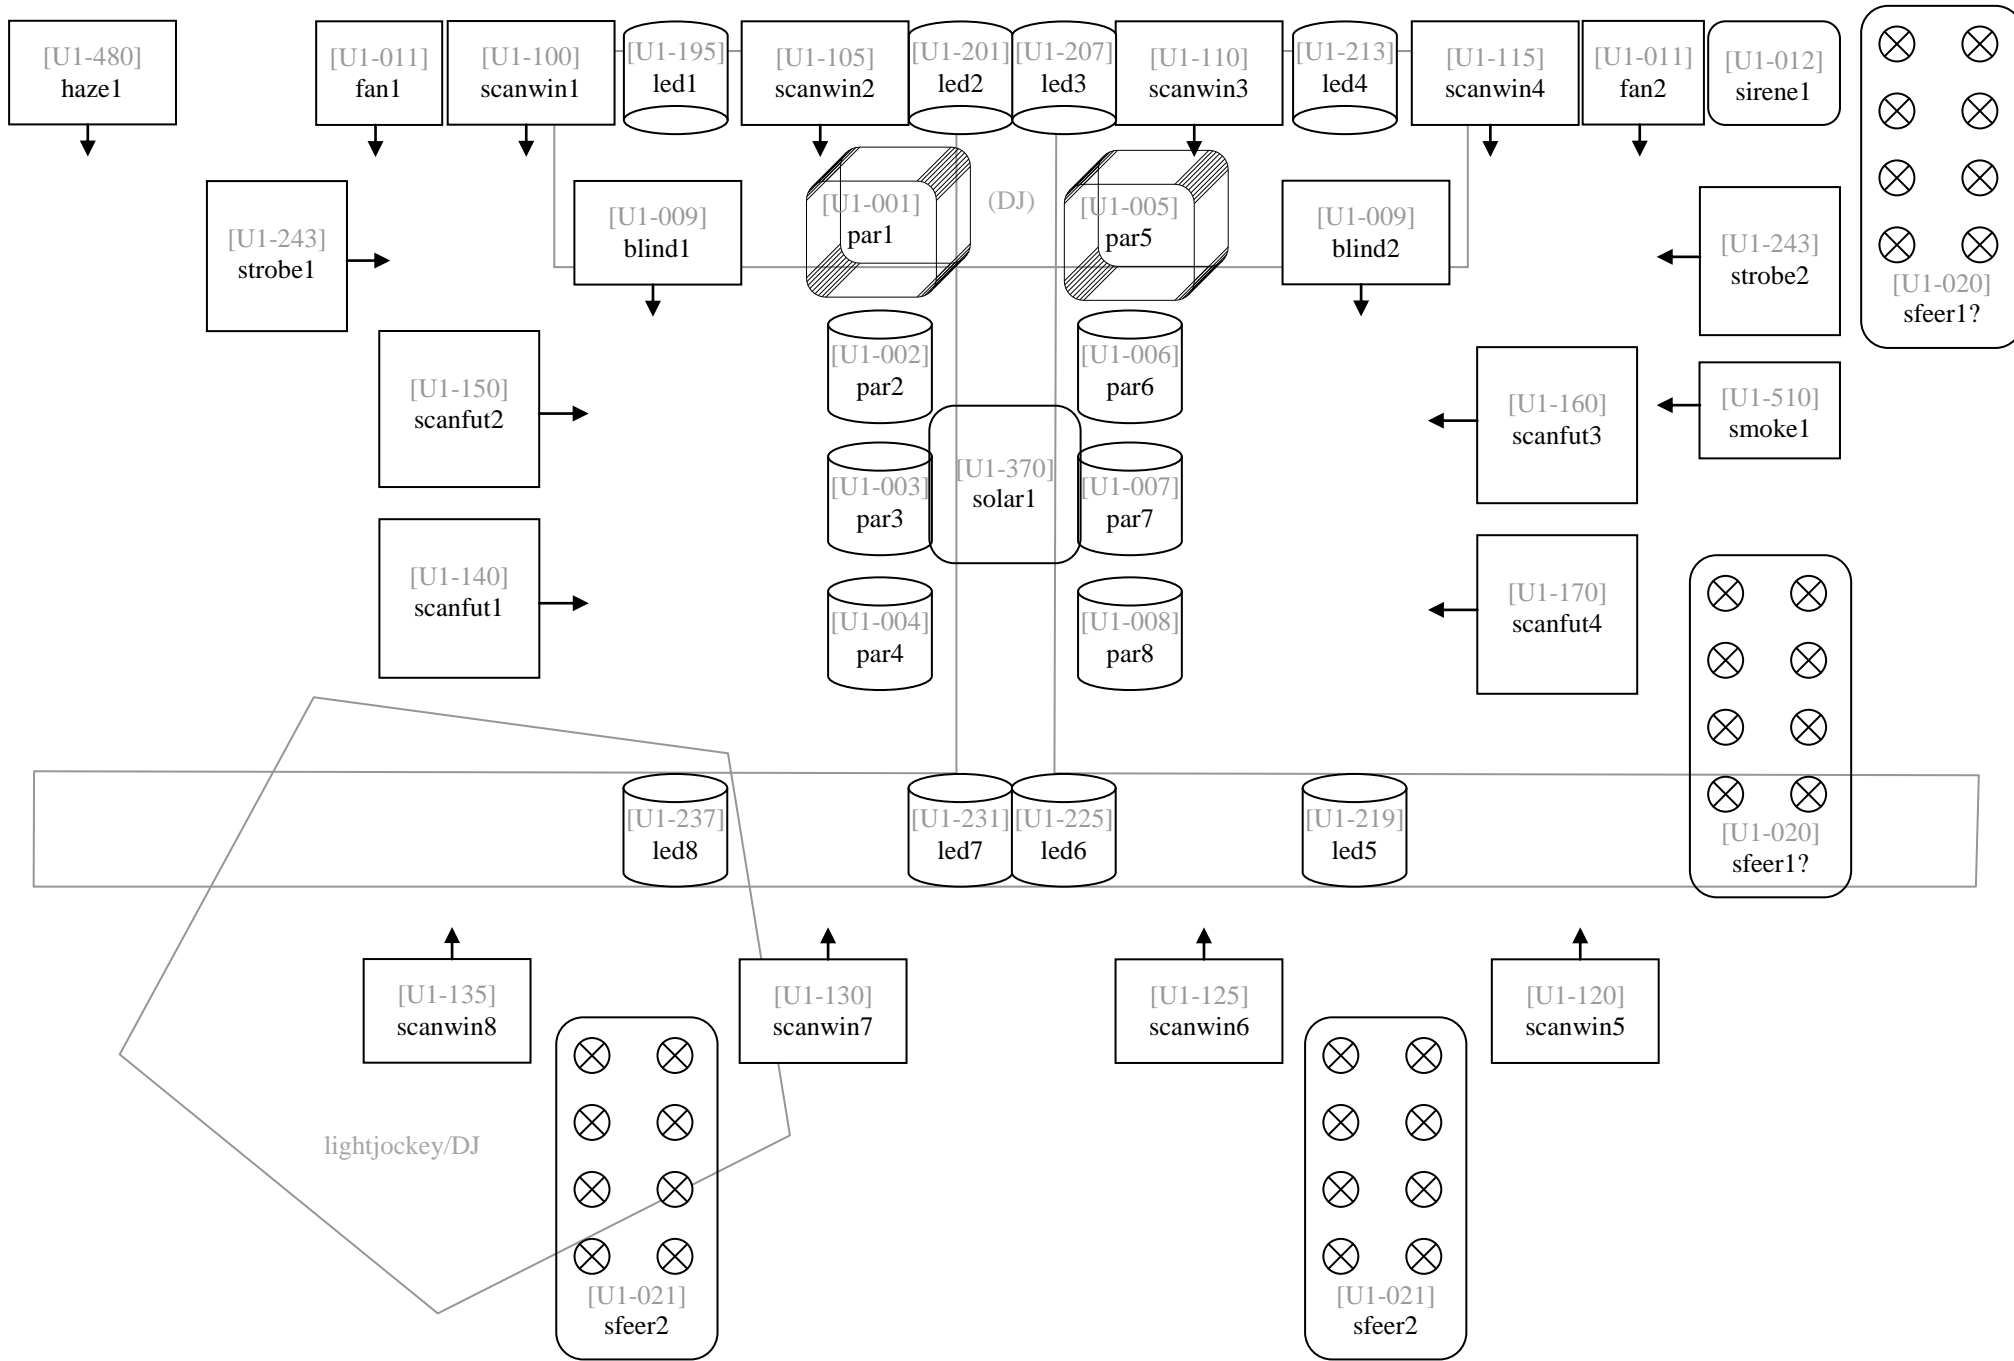 [U1-480]
haze1
[U1-011]
fan1
[U1-100]
scanwin1
[U1-195]
led1
[U1-105]
scanwin2
[U1-201]
led2
[U1-207]
led3
[U1-110]
scanwin3
[U1-213]
led4
[U1-115]
scanwin4
[U1-011]
fan2
[U1-012]
sirene1
[U1-020]
sfeer1?
[U1-243]
strobe1
[U1-009]
blind1
[U1-001]
par1
(DJ)
[U1-005]
par5
[U1-009]
blind2
[U1-243]
strobe2
[U1-150]
scanfut2
[U1-002]
par2
[U1-006]
par6
[U1-160]
scanfut3
[U1-510]
smoke1
[U1-003]
par3
[U1-370]
solar1
[U1-007]
par7
[U1-140]
scanfut1
[U1-004]
par4
[U1-008]
par8
[U1-170]
scanfut4
[U1-237]
led8
[U1-231]
led7
[U1-225]
led6
[U1-219]
led5
[U1-020]
sfeer1?
[U1-135]
scanwin8
[U1-130]
scanwin7
[U1-125]
scanwin6
[U1-120]
scanwin5
lightjockey/DJ
[U1-021]
sfeer2
[U1-021]
sfeer2